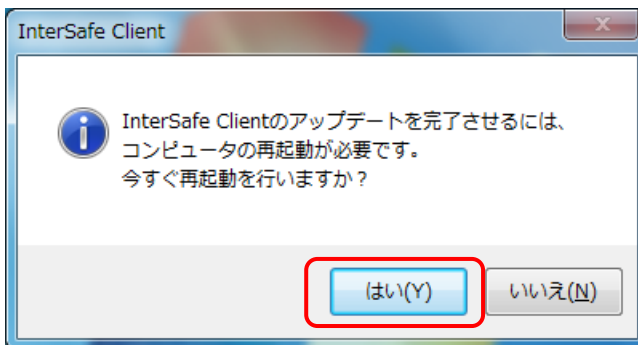 InterSafe Client
InterSafe Clientのアップデートを完了させるには、
コンピュータの再起動が必要です。
今すぐ再起動を行いますか？
はい(Y)
いいえ(N)